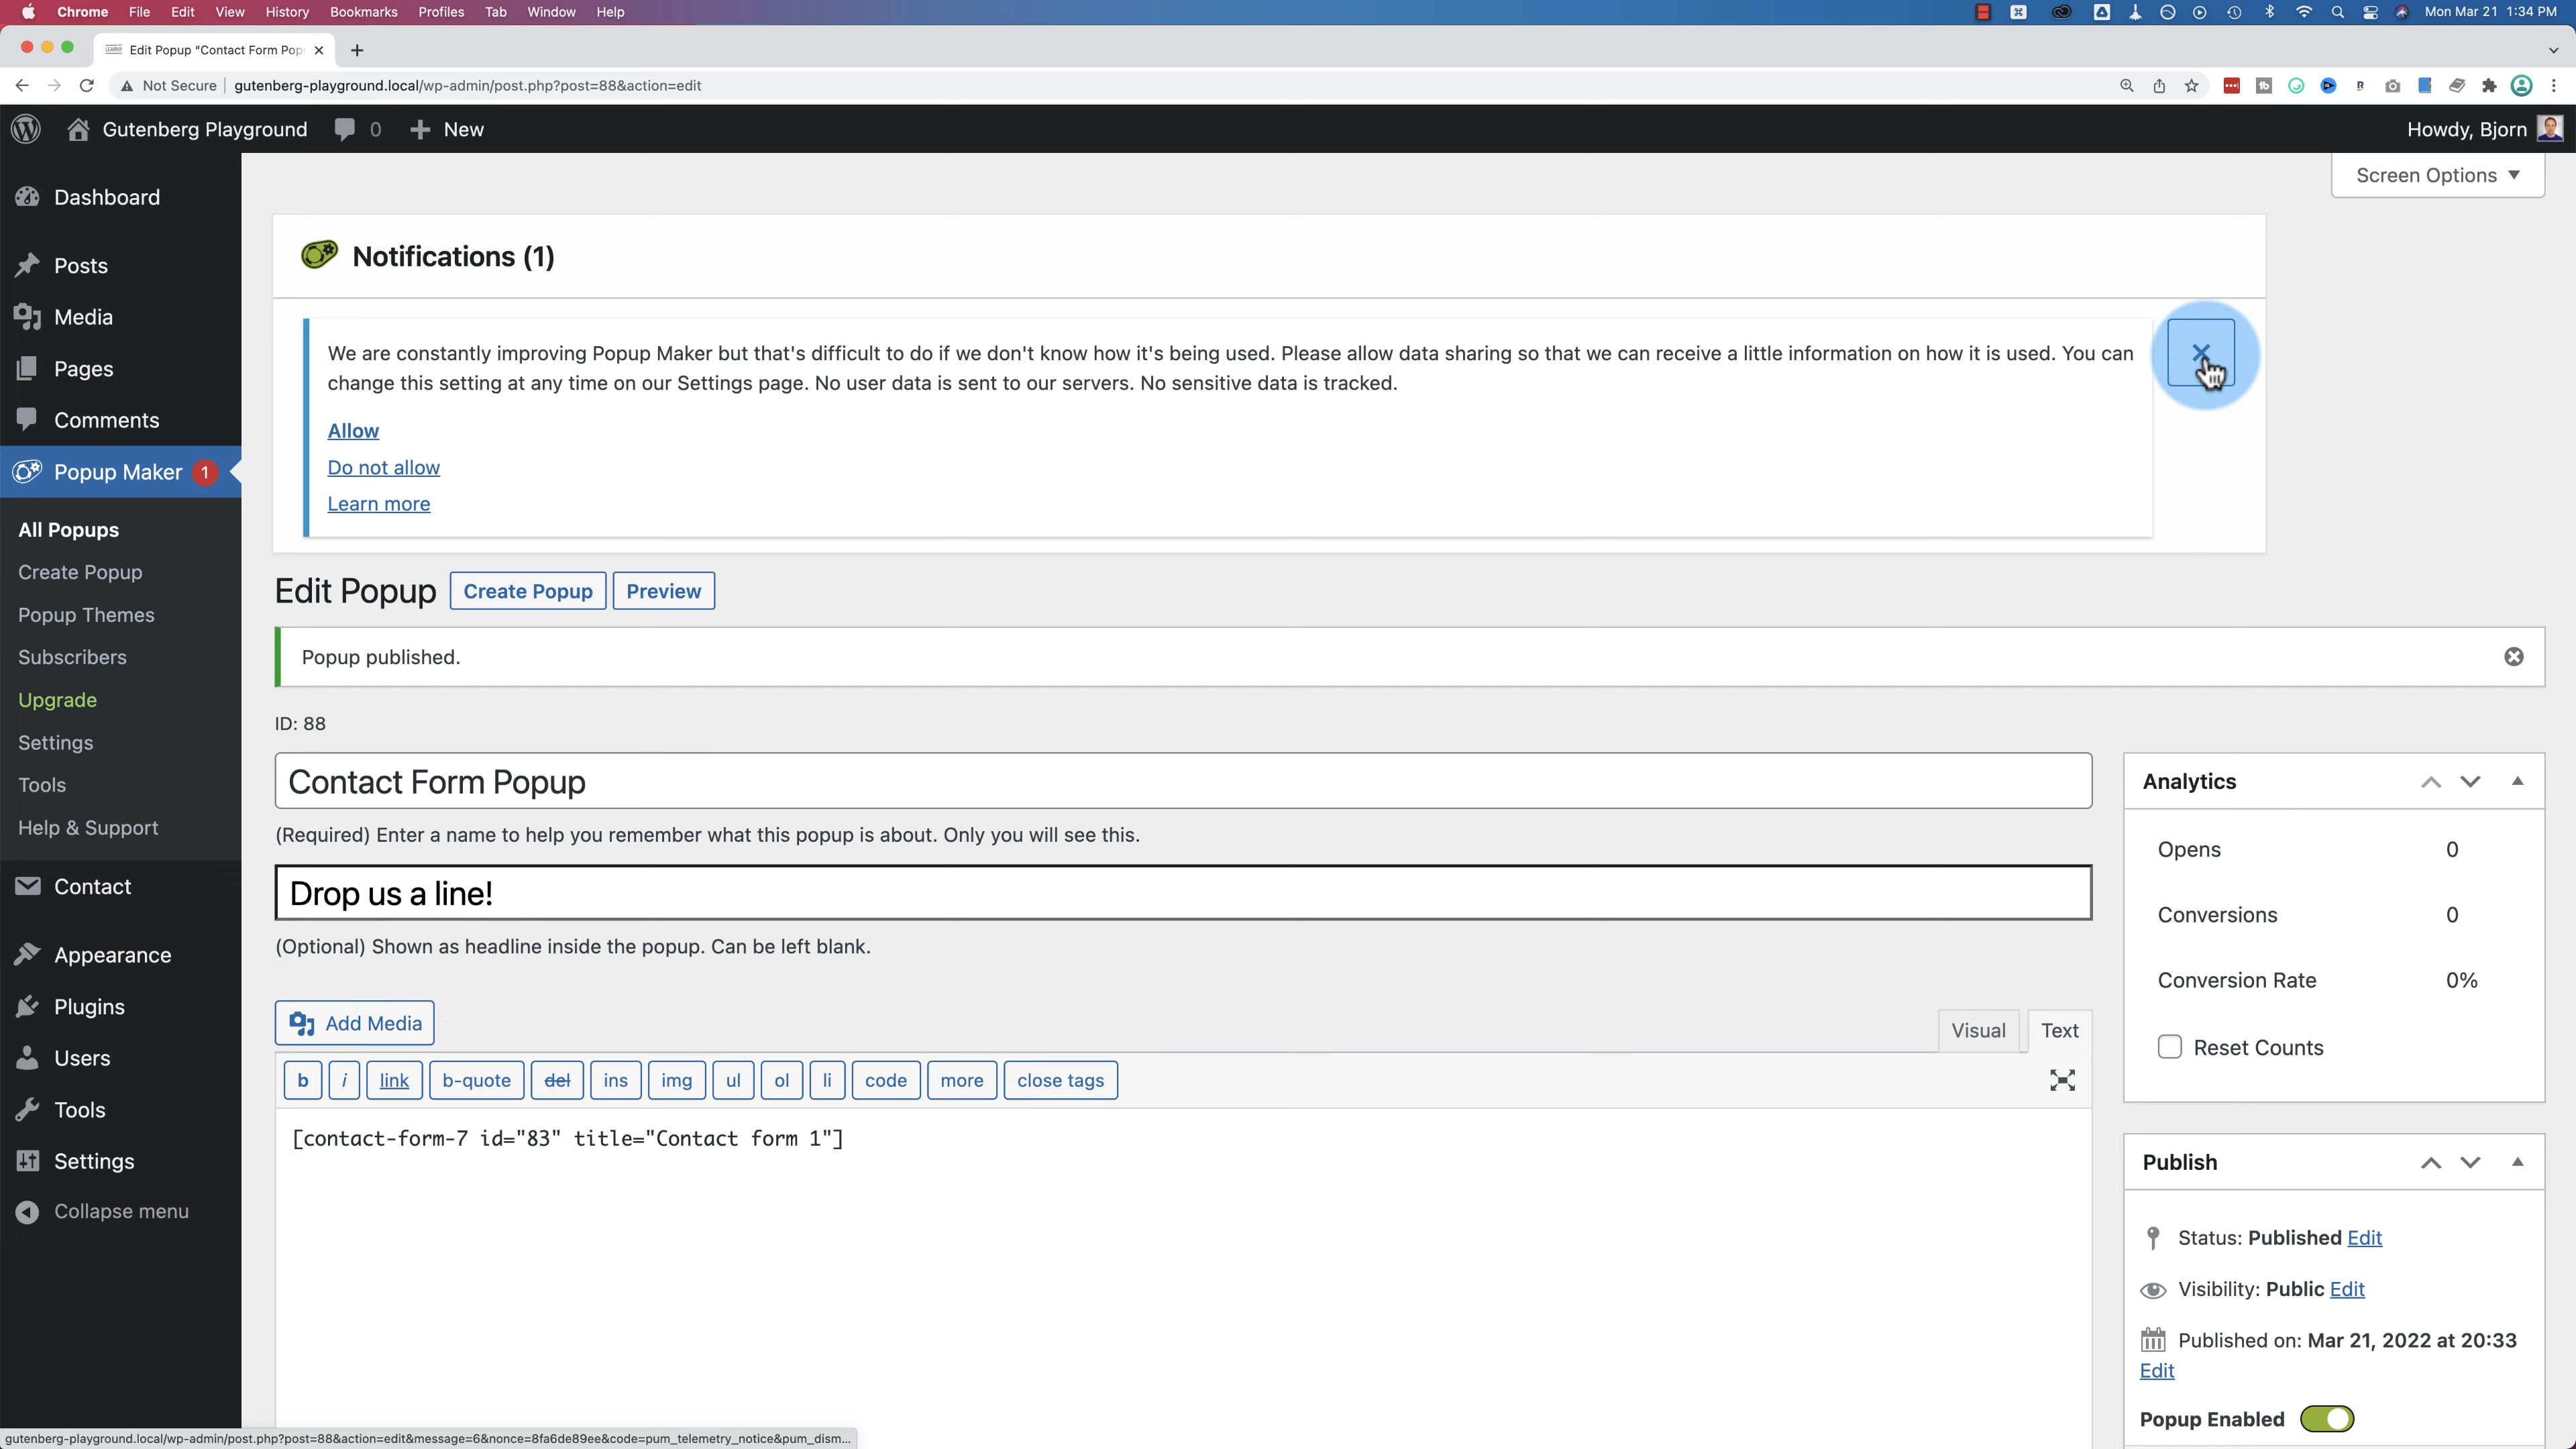 Chrome File Edit View History Bookmarks Profiles Tab Window Help Mon Mar 21 1:34 PM
Edit Popup “Contact Form Pop
Not Secure gutenberg-playground.local/wp-admin/post.php?post=88&action=edit
Gutenberg Playground 0 New Howdy, Bjorn
Screen Options
Dashboard
Posts
Media
Pages
Comments
Popup Maker 1
All Popups
Create Popup
Popup Themes
Subscribers
Upgrade
Settings
Tools
Help & Support
Contact
Appearance
Plugins
Users
Tools
Settings
Collapse menu
Notifications (1)
We are constantly improving Popup Maker but that's difficult to do if we don't know how it's being used. Please allow data sharing so that we can receive a little information on how it is used. You can
change this setting at any time on our Settings page. No user data is sent to our servers. No sensitive data is tracked.
Allow
Do not allow
Learn more
Edit Popup Create Popup Preview
Popup published.
ID: 88
Contact Form Popup
(Required) Enter a name to help you remember what this popup is about. Only you will see this.
Drop us a line!
(Optional) Shown as headline inside the popup. Can be left blank.
Add Media Visual Text
b i link b-quote del ins img ul ol li code more close tags
[contact-form-7 id="83" title="Contact form 1"]
Analytics
Opens 0
Conversions 0
Conversion Rate 0%
Reset Counts
Publish
Status: Published Edit
Visibility: Public Edit
Published on: Mar 21, 2022 at 20:33
Edit
Popup Enabled
gutenberg-playground.local/wp-admin/post.php?post=88&action=edit&message=6&nonce=8fa6de89ee&code=pum_telemetry_notice&pum_dism...